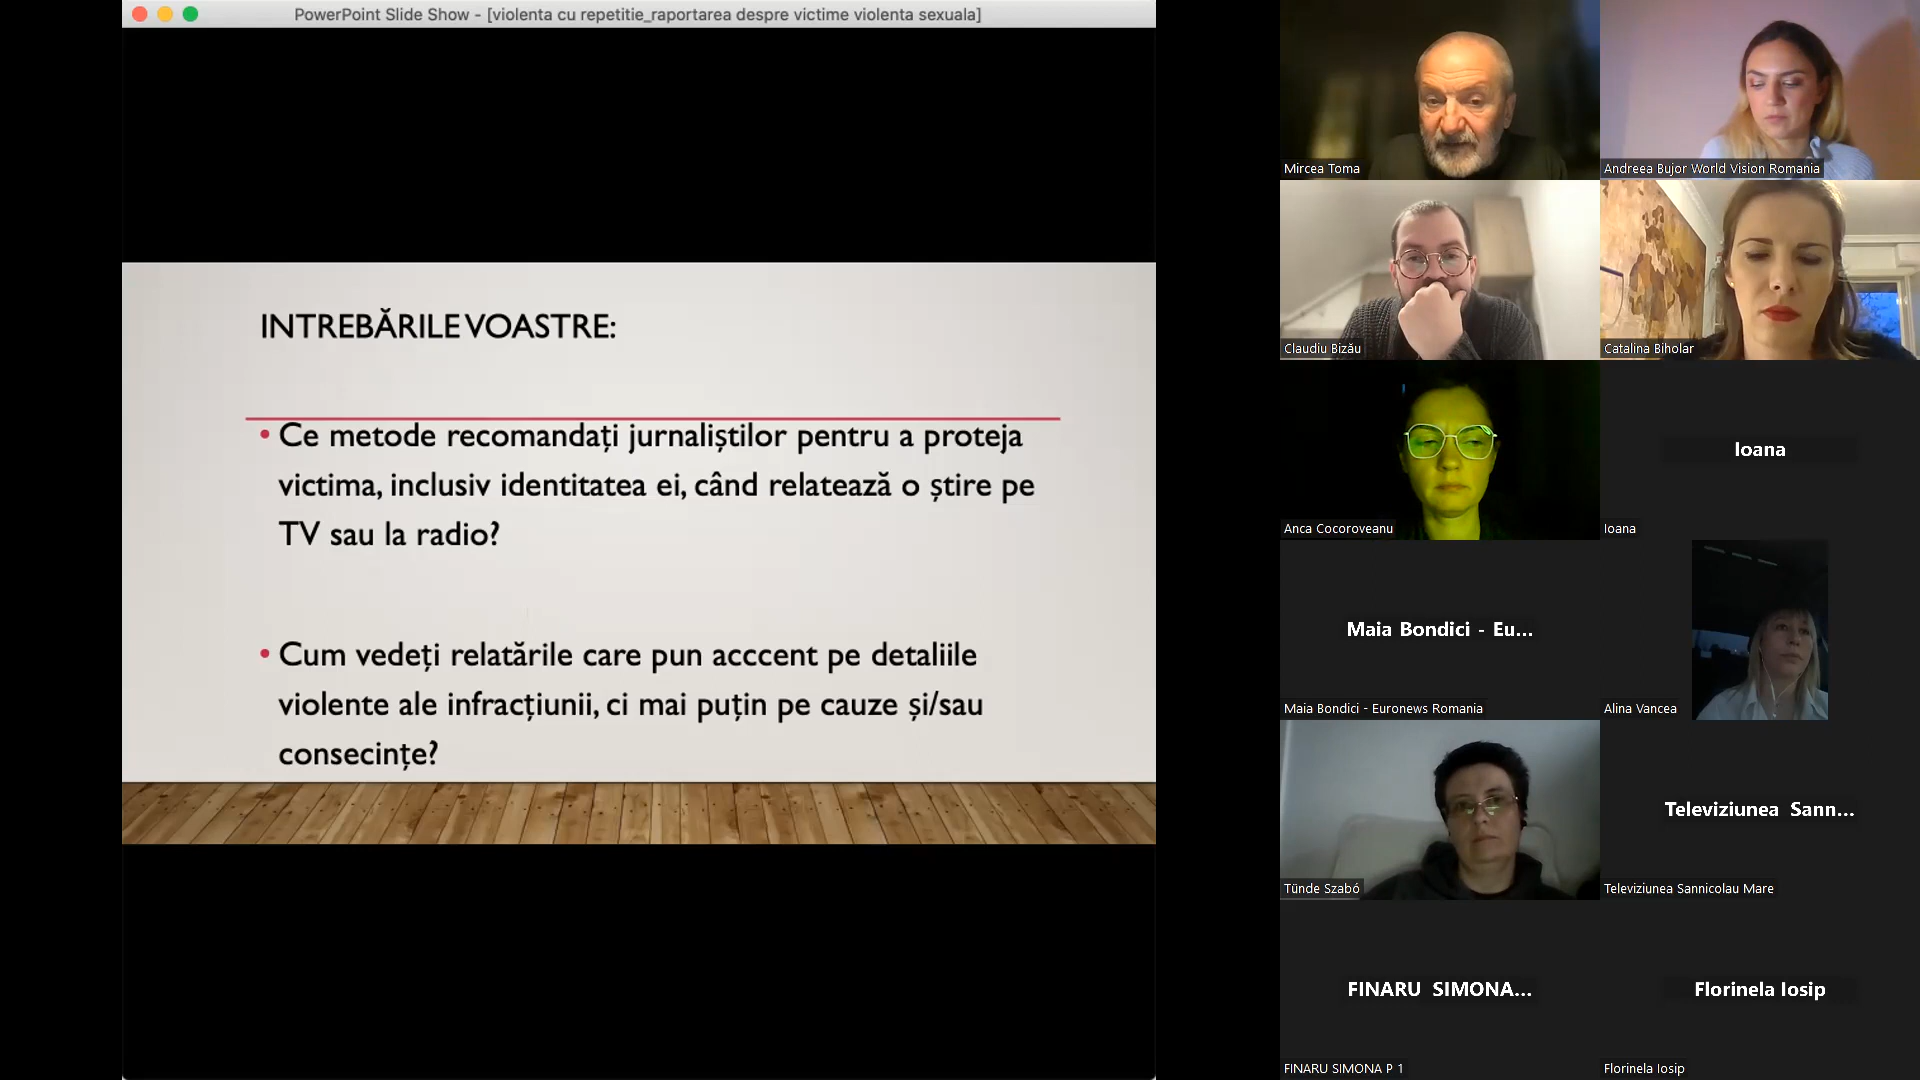 PowerPoint Slide Show - [violenta cu repetitie_raportarea despre victime violenta sexuala]
INTREBĂRILE VOASTRE:
• Ce metode recomandați jurnaliștilor pentru a proteja
victima, inclusiv identitatea ei, când relatează o știre pe
TV sau la radio?
• Cum vedeți relatările care pun acccent pe detaliile
violente ale infracțiunii, ci mai puțin pe cauze și/sau
consecințe?
Mircea Toma
Andreea Bujor World Vision Romania
Claudiu Bizău
Catalina Biholar
Anca Cocoroveanu
Ioana
Ioana
Maia Bondici - Eu...
Maia Bondici - Euronews Romania
Alina Vancea
Tünde Szabó
Televiziunea Sann...
Televiziunea Sannicolau Mare
FINARU SIMONA...
FINARU SIMONA P 1
Florinela Iosip
Florinela Iosip